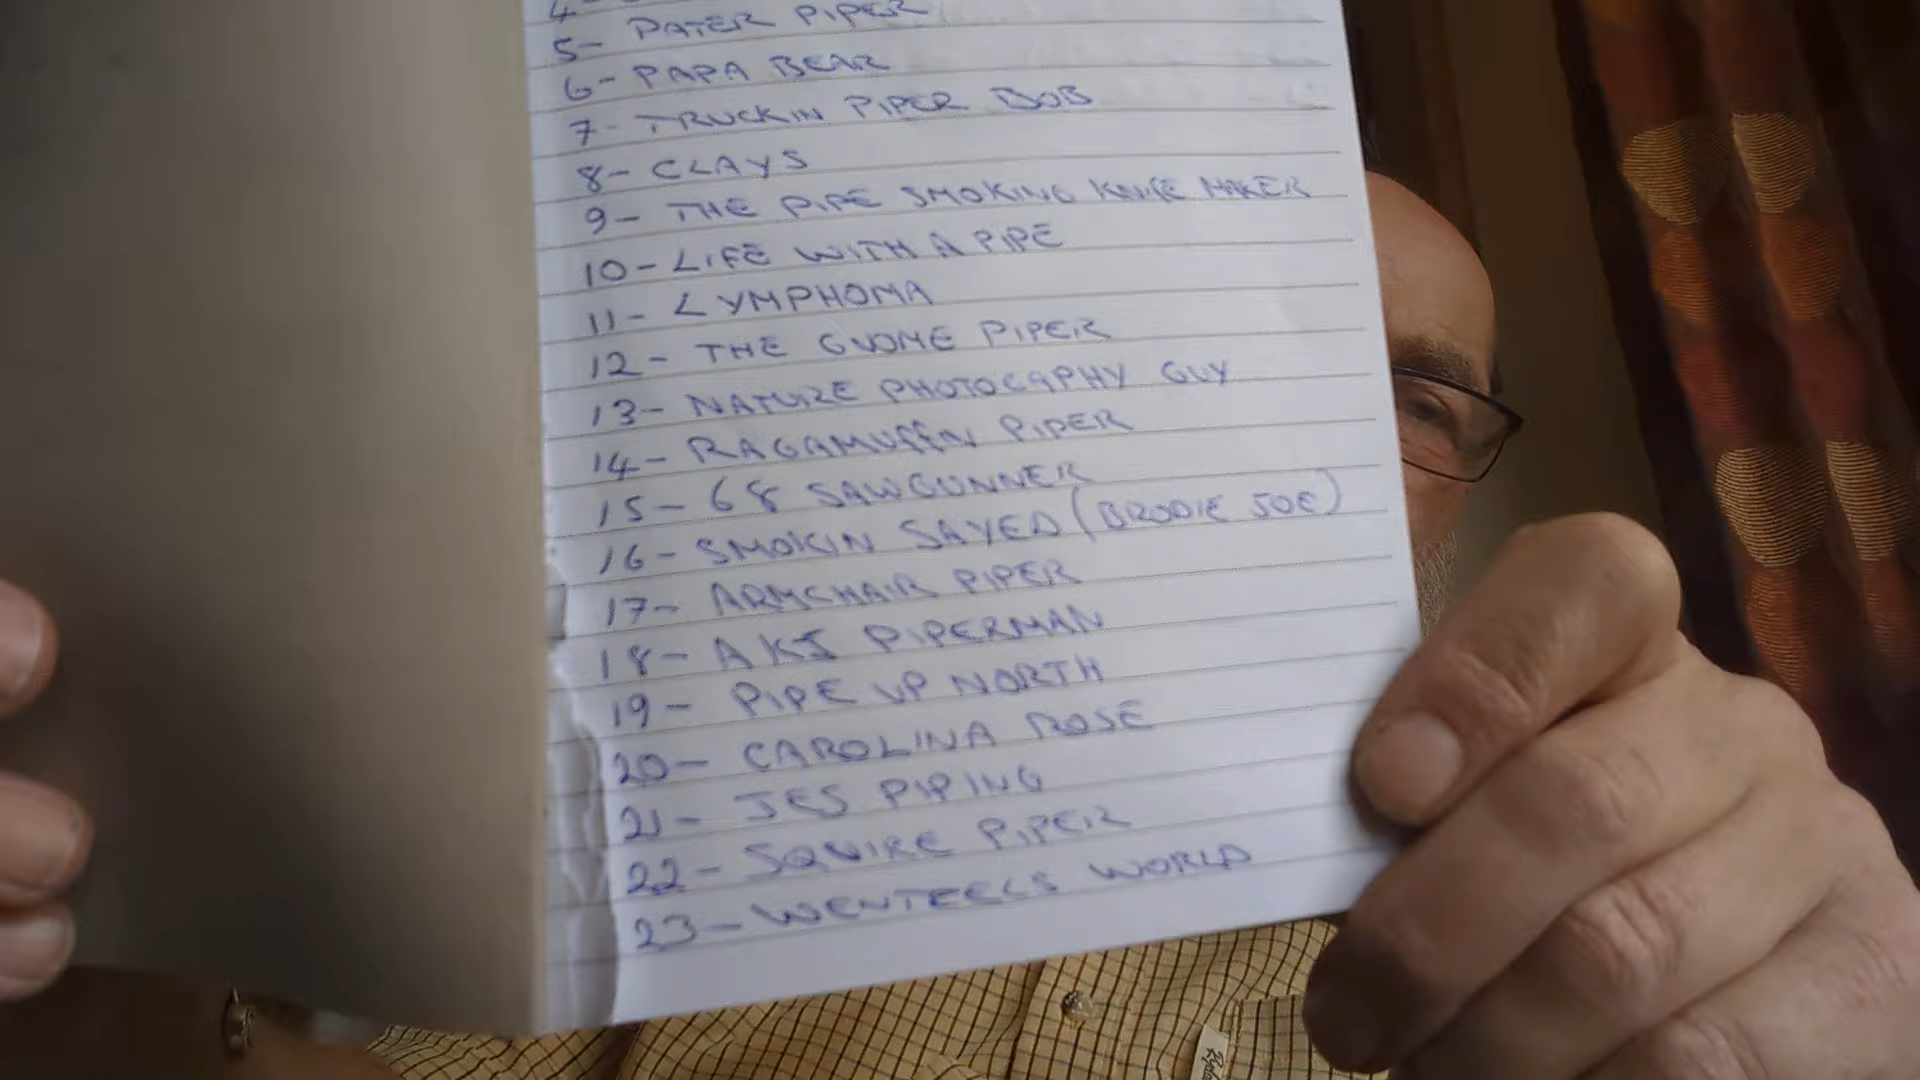 4-
5- PATER PIPER
6- PAPA BEAR
7- TRUCKIN PIPER BOB
8- CLAYS
9- THE PIPE SMOKING KNIFE MAKER
10- LIFE WITH A PIPE
11- LYMPHOMA
12- THE GNOME PIPER
13- NATURE PHOTOGAPHY GUY
14- RAGAMUFFIN PIPER
15- 68 SAWGUNNER
16- SMOKIN SAYED (BRODIE JOE)
17- ARMCHAIR PIPER
18- AKJ PIPERMAN
19- PIPE UP NORTH
20- CAROLINA ROSE
21- JES PIPING
22- SQUIRE PIPER
23- WENTEELS WORLD